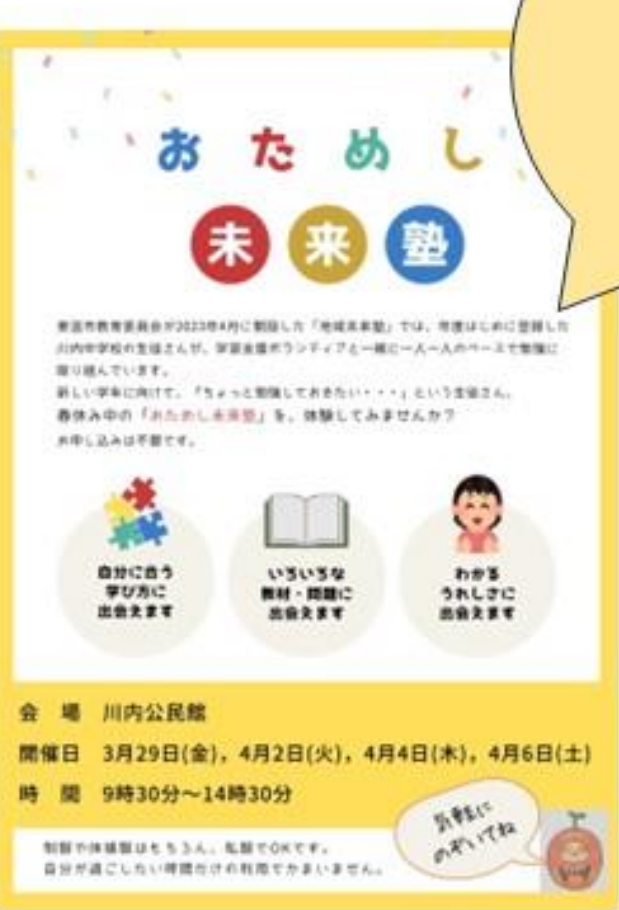 おためし
未来塾
東温市教育委員会が2023年4月に開設した「地域未来塾」では、年度はじめに登録した
川内中学校の生徒さんが、学習支援ボランティアと一緒に一人一人のペースで勉強に
取り組んでいます。
新しい学年に向けて、「ちょっと勉強しておきたい・・・」という生徒さん、
春休み中の「おためし未来塾」を、体験してみませんか?
お申し込みは不要です。
自分に合う
学び方に
出会えます
いろいろな
教材・問題に
出会えます
わかる
うれしさに
出会えます
会 場 川内公民館
開催日 3月29日(金)，4月2日(火)，4月4日(木)，4月6日(土)
時 間 9時30分～14時30分
気軽に
のぞいてね
制服や体操服はもちろん、私服でOKです。
自分が過ごしたい時間だけの利用でかまいません。